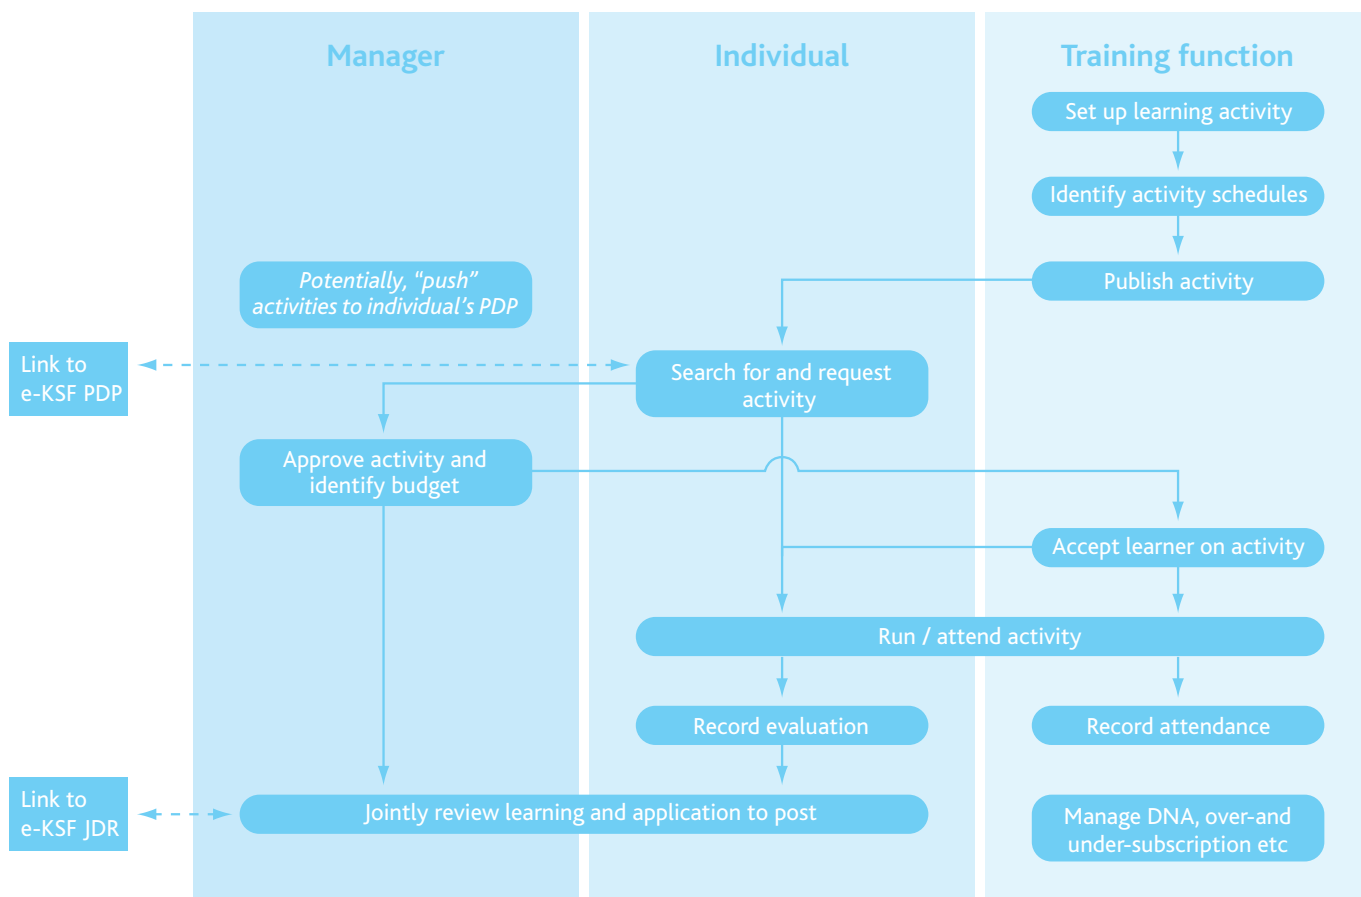 Manager
Individual
Training function
Set up learning activity
Identify activity schedules
Potentially, “push”
activities to individual’s PDP
Publish activity
Link to
e-KSF PDP
Search for and request
activity
Approve activity and
identify budget
Accept learner on activity
Run / attend activity
Record evaluation
Record attendance
Link to
e-KSF JDR
Jointly review learning and application to post
Manage DNA, over-and
under-subscription etc